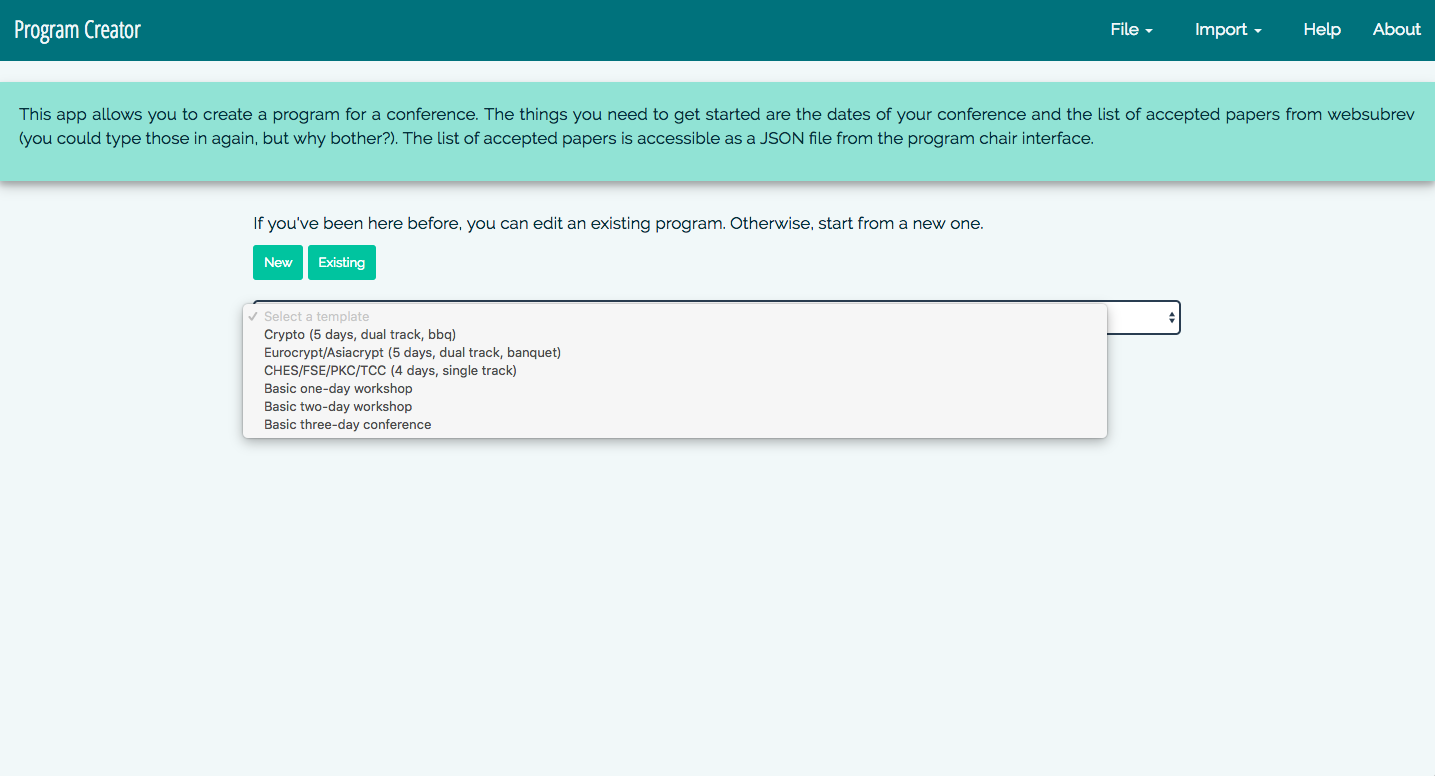 Program Creator
File
Import
Help
About
This app allows you to create a program for a conference. The things you need to get started are the dates of your conference and the list of accepted papers from websubrev
(you could type those in again, but why bother?). The list of accepted papers is accessible as a JSON file from the program chair interface.
If you've been here before, you can edit an existing program. Otherwise, start from a new one.
New
Existing
✓ Select a template
Crypto (5 days, dual track, bbq)
Eurocrypt/Asiacrypt (5 days, dual track, banquet)
CHES/FSE/PKC/TCC (4 days, single track)
Basic one-day workshop
Basic two-day workshop
Basic three-day conference